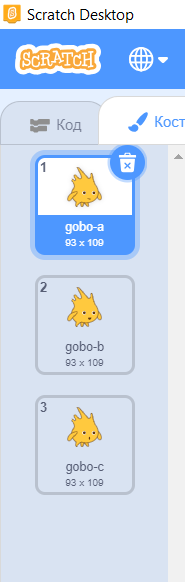 Scratch Desktop
SCRATCH
Код
Кост
1
gobo-a
93 x 109
2
gobo-b
93 x 109
3
gobo-c
93 x 109